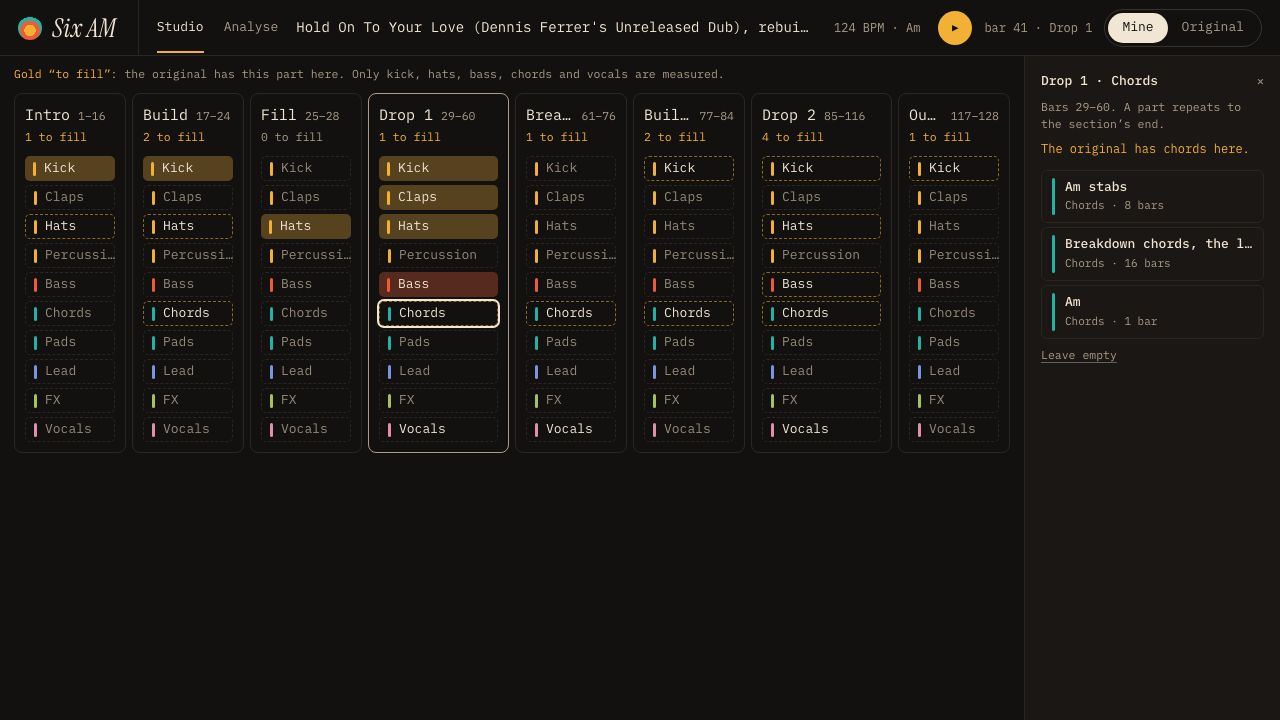 Six AM
Studio
Analyse
Hold On To Your Love (Dennis Ferrer's Unreleased Dub), rebui…
124 BPM · Am
bar 41 · Drop 1
Mine
Original
Gold “to fill”: the original has this part here. Only kick, hats, bass, chords and vocals are measured.
Intro 1–16
1 to fill
Kick
Claps
Hats
Percussi…
Bass
Chords
Pads
Lead
FX
Vocals
Build 17–24
2 to fill
Kick
Claps
Hats
Percussi…
Bass
Chords
Pads
Lead
FX
Vocals
Fill 25–28
0 to fill
Kick
Claps
Hats
Percussi…
Bass
Chords
Pads
Lead
FX
Vocals
Drop 1 29–60
1 to fill
Kick
Claps
Hats
Percussion
Bass
Chords
Pads
Lead
FX
Vocals
Brea… 61–76
1 to fill
Kick
Claps
Hats
Percussi…
Bass
Chords
Pads
Lead
FX
Vocals
Buil… 77–84
2 to fill
Kick
Claps
Hats
Percussi…
Bass
Chords
Pads
Lead
FX
Vocals
Drop 2 85–116
4 to fill
Kick
Claps
Hats
Percussion
Bass
Chords
Pads
Lead
FX
Vocals
Ou… 117–128
1 to fill
Kick
Claps
Hats
Percussi…
Bass
Chords
Pads
Lead
FX
Vocals
Drop 1 · Chords ×
Bars 29–60. A part repeats to
the section’s end.
The original has chords here.
Am stabs
Chords · 8 bars
Breakdown chords, the l…
Chords · 16 bars
Am
Chords · 1 bar
Leave empty